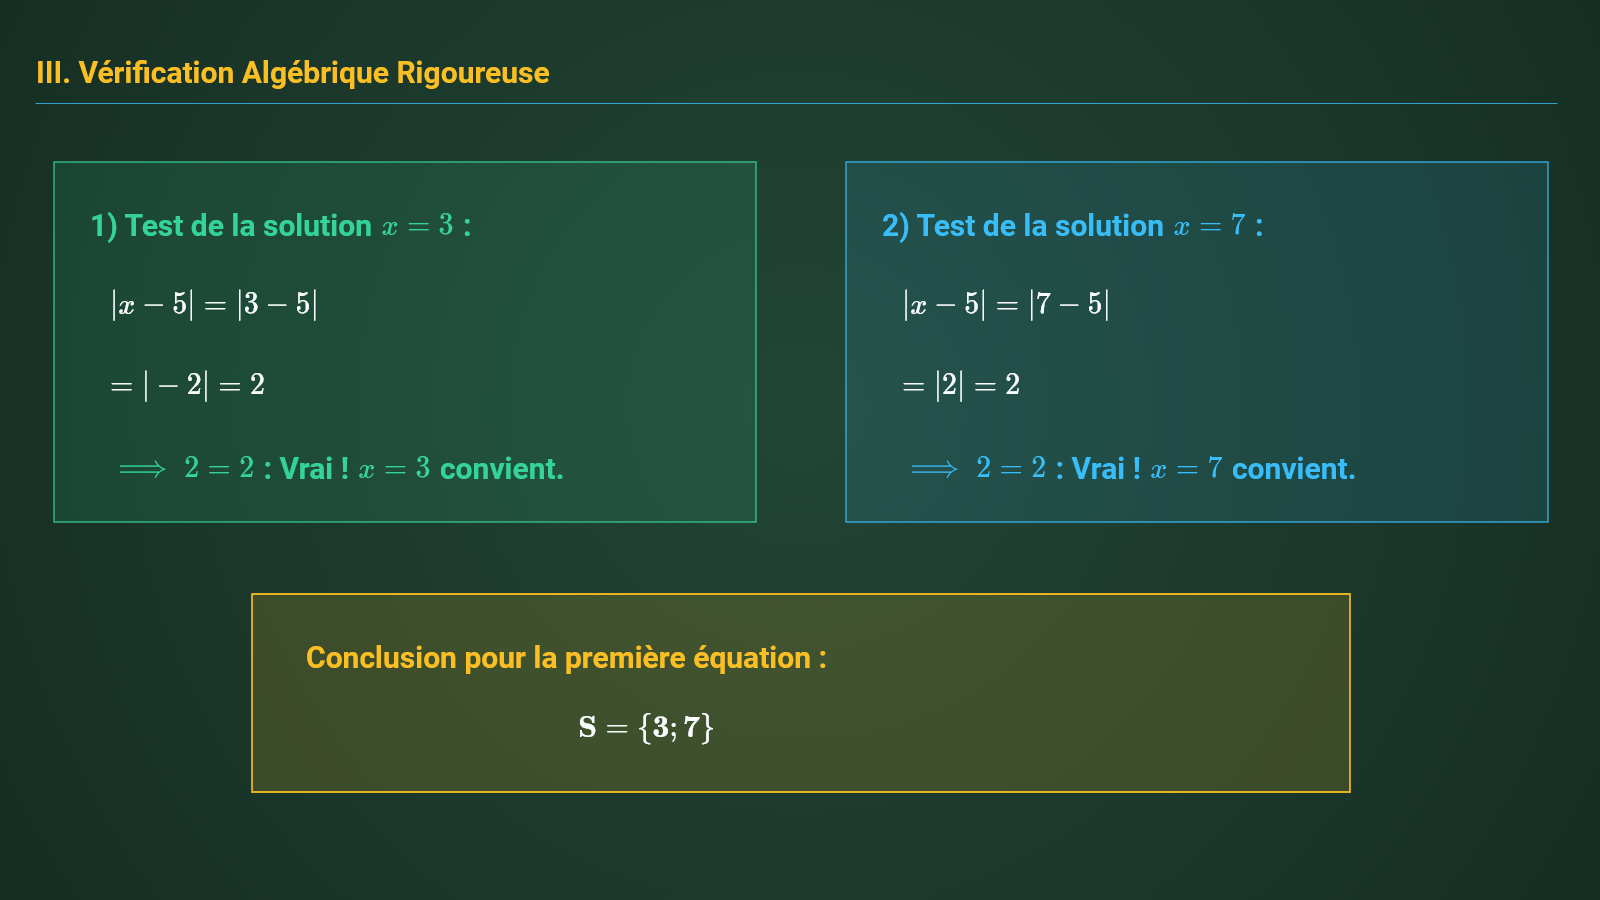 III. Vérification Algébrique Rigoureuse
1) Test de la solution x = 3 :
|x − 5| = |3 − 5|
= | − 2| = 2
⟹ 2 = 2 : Vrai ! x = 3 convient.
2) Test de la solution x = 7 :
|x − 5| = |7 − 5|
= |2| = 2
⟹ 2 = 2 : Vrai ! x = 7 convient.
Conclusion pour la première équation :
S = {3; 7}